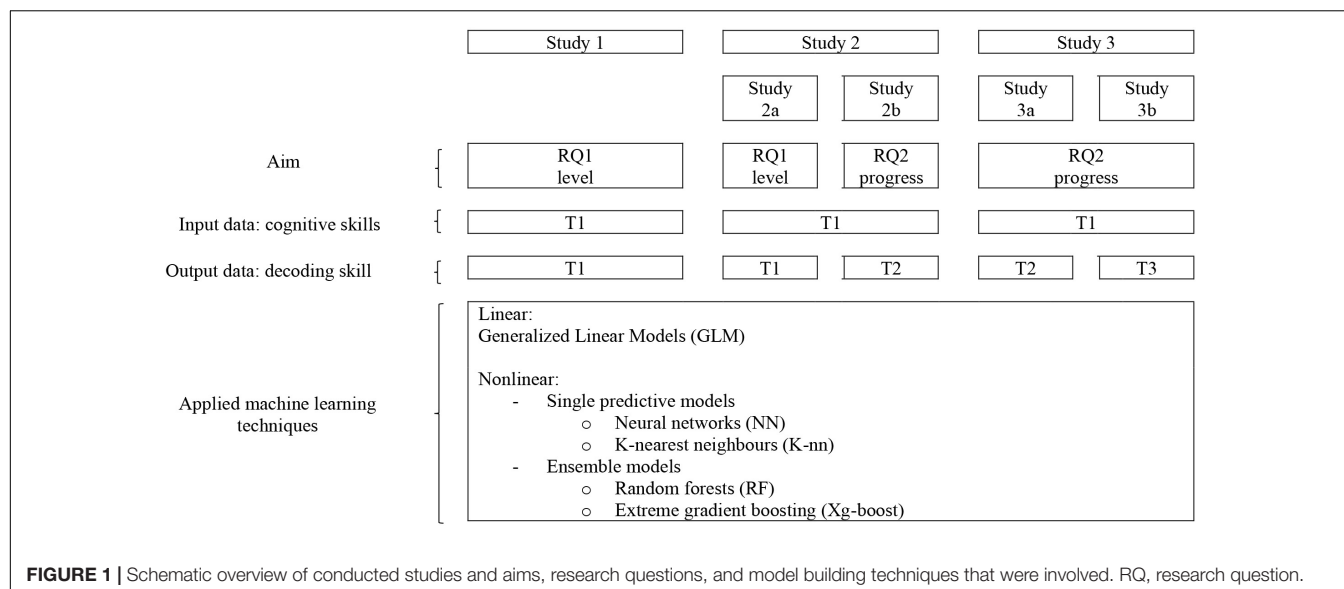 Study 1 Study 2 Study 3
Study Study Study Study
2a 2b 3a 3b
Aim RQ1 RQ1 RQ2 RQ2
level level progress progress
Input data: cognitive skills T1 T1 T1
Output data: decoding skill T1 T1 T2 T2 T3
Linear:
Generalized Linear Models (GLM)
Nonlinear:
- Single predictive models
o Neural networks (NN)
o K-nearest neighbours (K-nn)
- Ensemble models
o Random forests (RF)
o Extreme gradient boosting (Xg-boost)
Applied machine learning
techniques
FIGURE 1 | Schematic overview of conducted studies and aims, research questions, and model building techniques that were involved. RQ, research question.